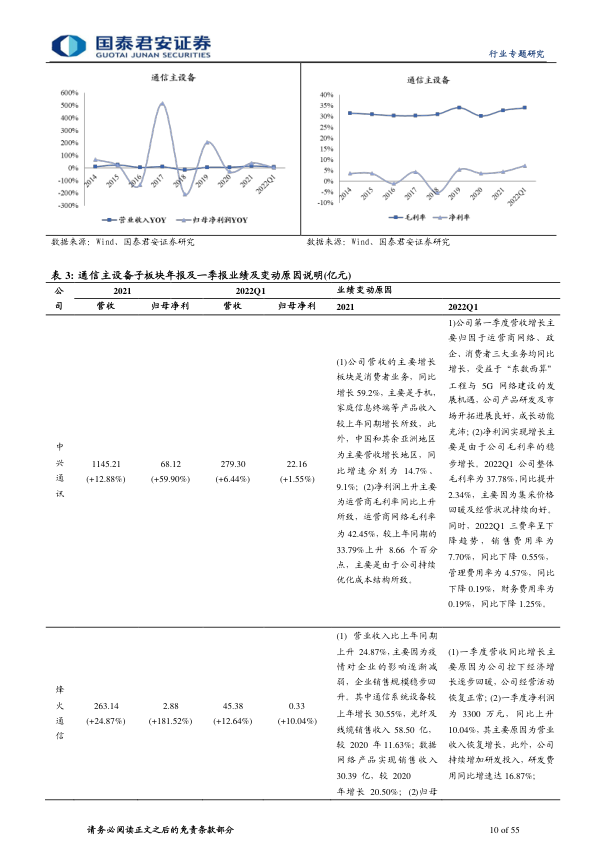 国泰君安证券
GUOTAI JUNAN SECURITIES
行业专题研究
通信主设备
600%
500%
400%
300%
200%
100%
0%
-100%
-200%
-300%
2014
2015
2016
2017
2018
2019
2020
2021
2022Q1
营业收入YOY
归母净利润YOY
通信主设备
40%
35%
30%
25%
20%
15%
10%
5%
0%
-5%
-10%
2014
2015
2016
2017
2018
2019
2020
2021
2022Q1
毛利率
净利率
数据来源：Wind、国泰君安证券研究
数据来源：Wind、国泰君安证券研究
表 3: 通信主设备子板块年报及一季报业绩及变动原因说明(亿元)
公司
2021
2022Q1
业绩变动原因
营收
归母净利
营收
归母净利
2021
2022Q1
中兴通讯
1145.21
(+12.88%)
68.12
(+59.90%)
279.30
(+6.44%)
22.16
(+1.55%)
(1)公司营收的主要增长
板块是消费者业务，同比
增长 59.2%，主要是手机，
家庭信息终端等产品收入
较上年同期增长所致，此
外，中国和其余亚洲地区
为主要营收增长地区，同
比增速分别为 14.7%、
9.1%；(2)净利润上升主要
为运营商毛利率同比上升
所致，运营商网络毛利率
为 42.45%，较上年同期的
33.79%上升 8.66 个百分
点，主要是由于公司持续
优化成本结构所致。
1)公司第一季度营收增长主
要归因于运营商网络、政
企、消费者三大业务均同比
增长，受益于“东数西算”
工程与 5G 网络建设的发
展机遇，公司产品研发及市
场开拓进展良好，成长动能
充沛；(2)净利润实现增长主
要是由于公司毛利率的稳
步增长，2022Q1 公司整体
毛利率为 37.78%，同比提升
2.34%，主要因为集采价格
回暖及经营状况持续向好。
同时，2022Q1 三费率呈下
降趋势，销售费用率为
7.70%，同比下降 0.55%，
管理费用率为 4.57%，同比
下降 0.19%，财务费用率为
0.19%，同比下降 1.25%。
烽火通信
263.14
(+24.87%)
2.88
(+181.52%)
45.38
(+12.64%)
0.33
(+10.04%)
(1) 营业收入比上年同期
上升 24.87%，主要因为疫
情对企业的影响逐渐减
弱，企业销售规模稳步回
升。其中通信系统设备较
上年增长 30.55%，光纤及
线缆销售收入 58.50 亿，
较 2020 年 11.63%；数据
网络产品实现销售收入
30.39 亿，较 2020
年增长 20.50%；(2)归母
(1)一季度营收同比增长主
要原因为公司控下经济增
长逐步回暖，公司经营活动
恢复正常；(2)一季度净利润
为 3300 万元，同比上升
10.04%，其主要原因为营业
收入恢复增长，此外，公司
持续增加研发投入，研发费
用同比增速达 16.87%；
请务必阅读正文之后的免责条款部分
10 of 55